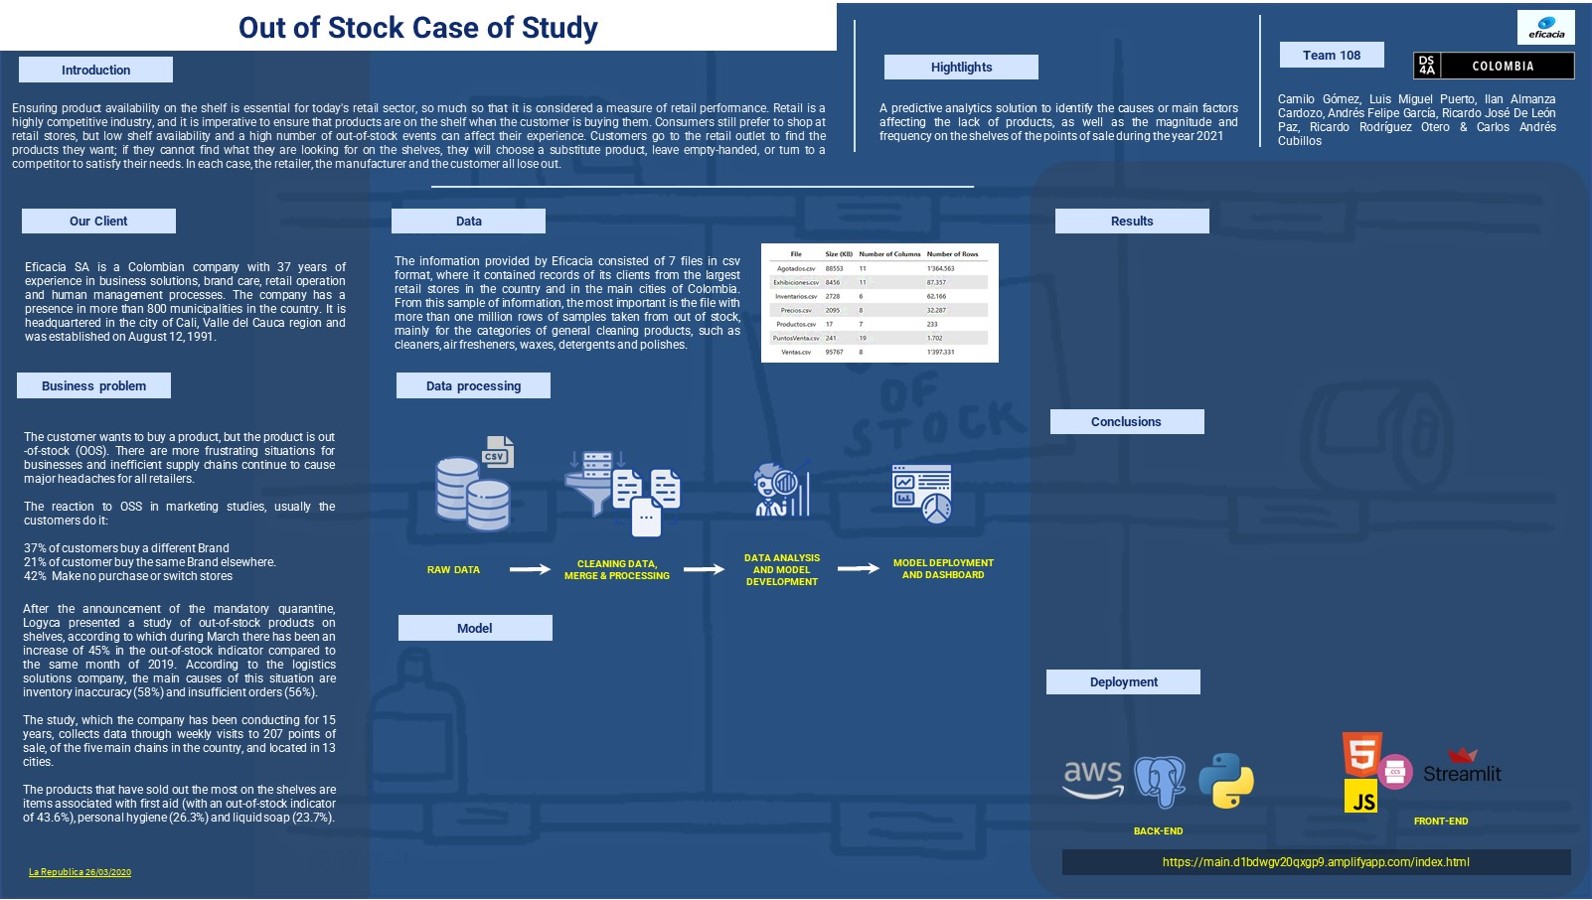 Out of Stock Case of Study
Introduction
Ensuring product availability on the shelf is essential for today's retail sector, so much so that it is considered a measure of retail performance. Retail is a
highly competitive industry, and it is imperative to ensure that products are on the shelf when the customer is buying them. Consumers still prefer to shop at
retail stores, but low shelf availability and a high number of out-of-stock events can affect their experience. Customers go to the retail outlet to find the
products they want; if they cannot find what they are looking for on the shelves, they will choose a substitute product, leave empty-handed, or turn to a
competitor to satisfy their needs. In each case, the retailer, the manufacturer and the customer all lose out.
Hightlights
A predictive analytics solution to identify the causes or main factors
affecting the lack of products, as well as the magnitude and
frequency on the shelves of the points of sale during the year 2021
eficacia
Team 108
DS
4A
COLOMBIA
Camilo Gómez, Luis Miguel Puerto, Ilan Almanza
Cardozo, Andrés Felipe García, Ricardo José De León
Paz, Ricardo Rodríguez Otero & Carlos Andrés
Cubillos
Our Client
Eficacia SA is a Colombian company with 37 years of
experience in business solutions, brand care, retail operation
and human management processes. The company has a
presence in more than 800 municipalities in the country. It is
headquartered in the city of Cali, Valle del Cauca region and
was established on August 12, 1991.
Business problem
The customer wants to buy a product, but the product is out
-of-stock (OOS). There are more frustrating situations for
businesses and inefficient supply chains continue to cause
major headaches for all retailers.
The reaction to OSS in marketing studies, usually the
customers do it:
37% of customers buy a different Brand
21% of customer buy the same Brand elsewhere.
42% Make no purchase or switch stores
After the announcement of the mandatory quarantine,
Logyca presented a study of out-of-stock products on
shelves, according to which during March there has been an
increase of 45% in the out-of-stock indicator compared to
the same month of 2019. According to the logistics
solutions company, the main causes of this situation are
inventory inaccuracy (58%) and insufficient orders (56%).
The study, which the company has been conducting for 15
years, collects data through weekly visits to 207 points of
sale, of the five main chains in the country, and located in 13
cities.
The products that have sold out the most on the shelves are
items associated with first aid (with an out-of-stock indicator
of 43.6%), personal hygiene (26.3%) and liquid soap (23.7%).
La Republica 26/03/2020
Data
The information provided by Eficacia consisted of 7 files in csv
format, where it contained records of its clients from the largest
retail stores in the country and in the main cities of Colombia.
From this sample of information, the most important is the file with
more than one million rows of samples taken from out of stock,
mainly for the categories of general cleaning products, such as
cleaners, air fresheners, waxes, detergents and polishes.
File Size (KB) Number of Columns Number of Rows
Agotados.csv 88553 11 1'364.563
Exhibiciones.csv 8456 11 87.357
Inventarios.csv 2728 6 62.166
Precios.csv 2095 8 32.287
Productos.csv 17 7 233
PuntosVenta.csv 241 19 1.702
Ventas.csv 95767 8 1'397.331
OF
STOCK
Data processing
CSV
RAW DATA
CLEANING DATA,
MERGE & PROCESSING
DATA ANALYSIS
AND MODEL
DEVELOPMENT
MODEL DEPLOYMENT
AND DASHBOARD
Model
Results
Conclusions
Deployment
aws
BACK-END
5
JS
CSS
Streamlit
FRONT-END
https://main.d1bdwgv20qxgp9.amplifyapp.com/index.html